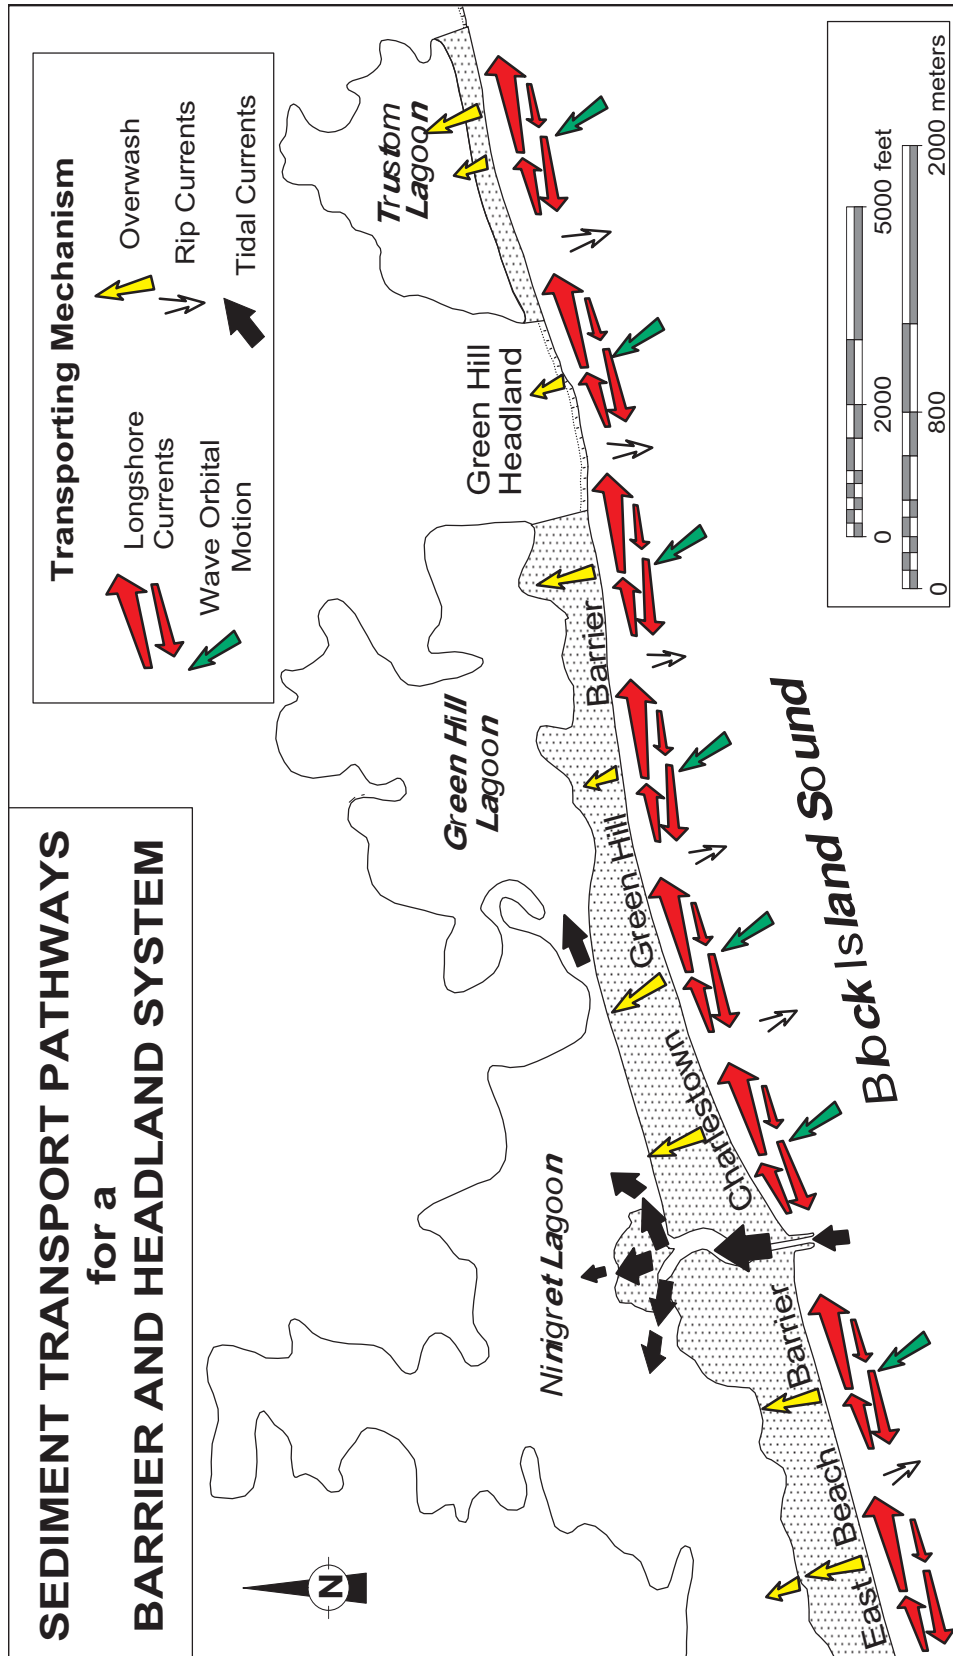 SEDIMENT TRANSPORT PATHWAYS
for a
BARRIER AND HEADLAND SYSTEM
Transporting Mechanism
Longshore
Currents
Wave Orbital
Motion
Overwash
Rip Currents
Tidal Currents
N
Ninigret Lagoon
Green Hill
Lagoon
Trustom
Lagoon
Green Hill
Headland
East Beach Barrier
Charlestown Green Hill Barrier
Block Island Sound
0 2000 5000 feet
0 800 2000 meters